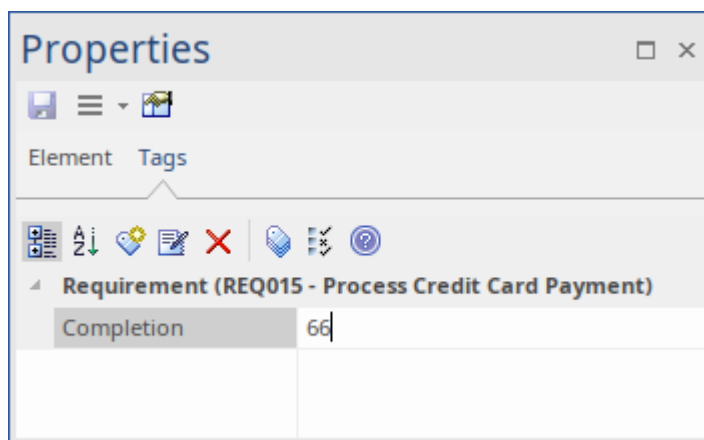 Properties
Element Tags
Requirement (REQ015 - Process Credit Card Payment)
Completion 66